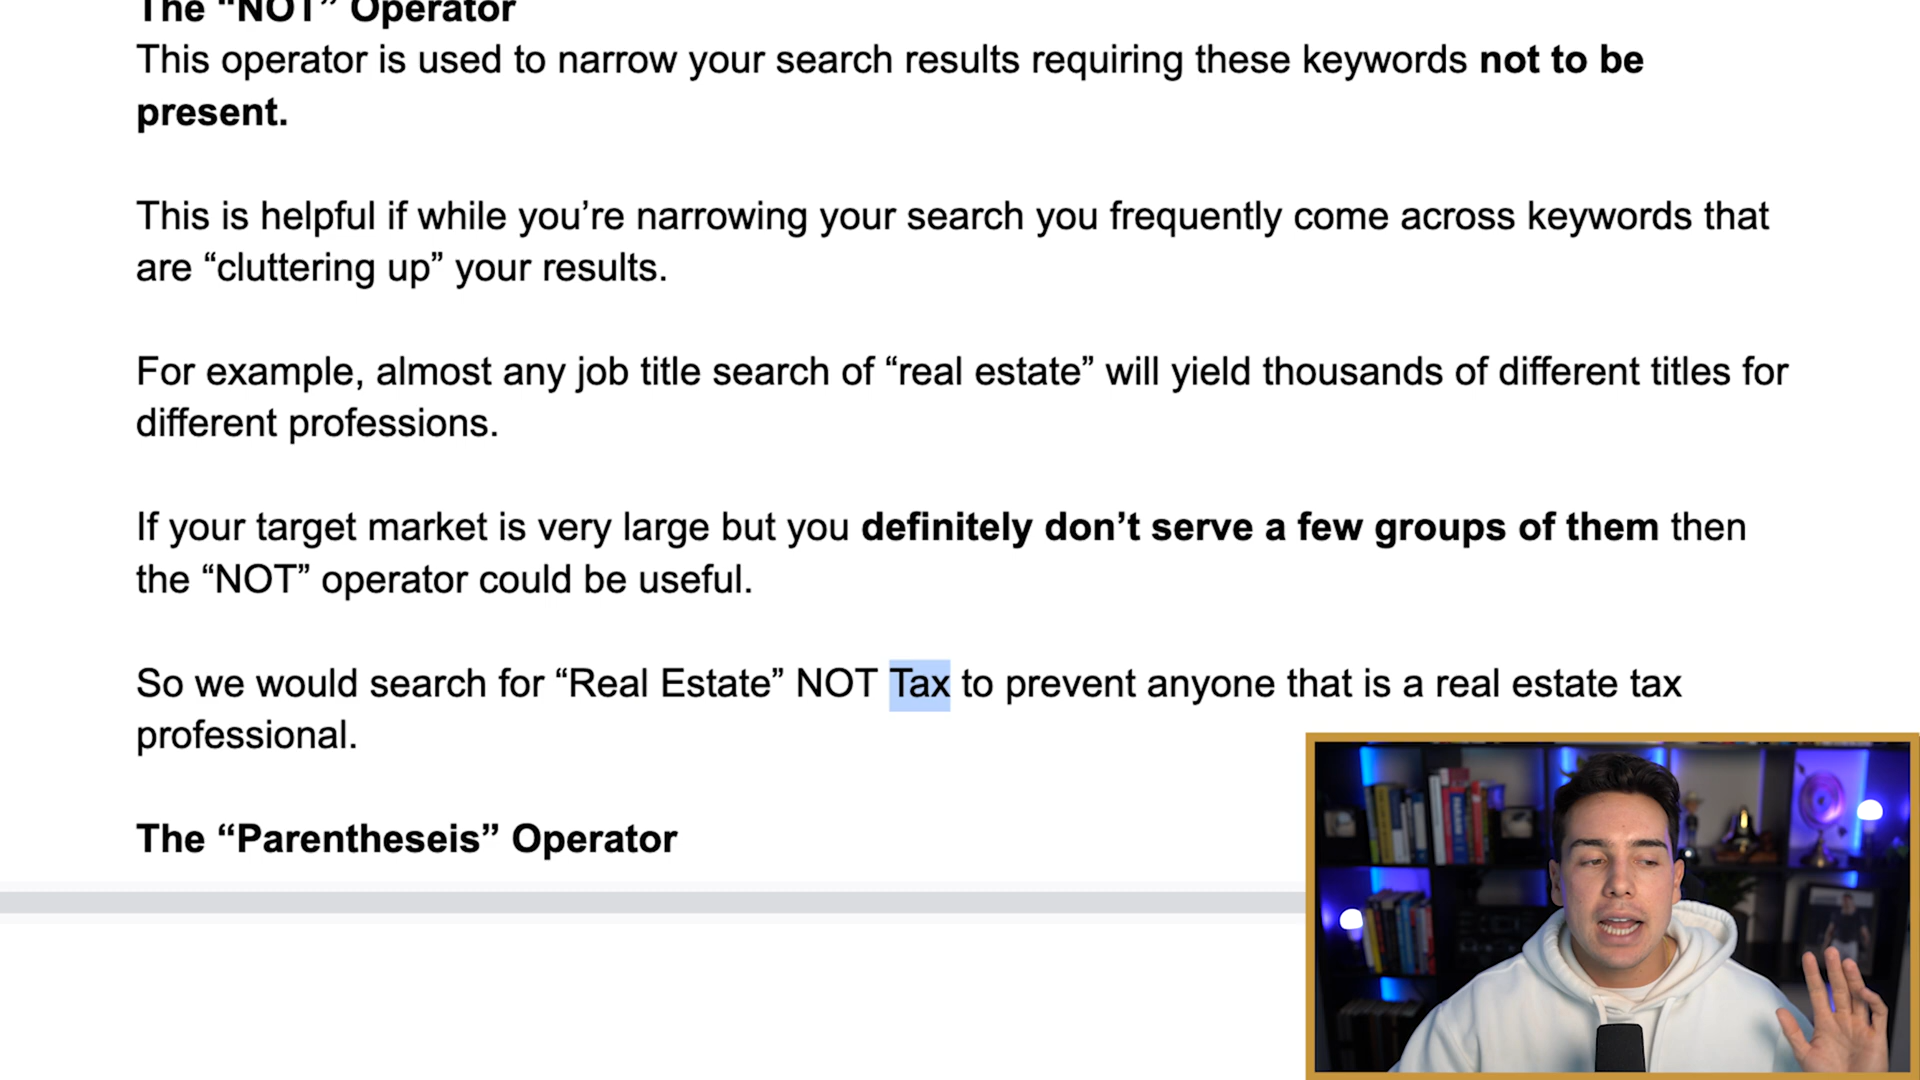 The “NOT” Operator
This operator is used to narrow your search results requiring these keywords not to be
present.
This is helpful if while you’re narrowing your search you frequently come across keywords that
are “cluttering up” your results.
For example, almost any job title search of “real estate” will yield thousands of different titles for
different professions.
If your target market is very large but you definitely don’t serve a few groups of them then
the “NOT” operator could be useful.
So we would search for “Real Estate” NOT Tax to prevent anyone that is a real estate tax
professional.
The “Parentheseis” Operator